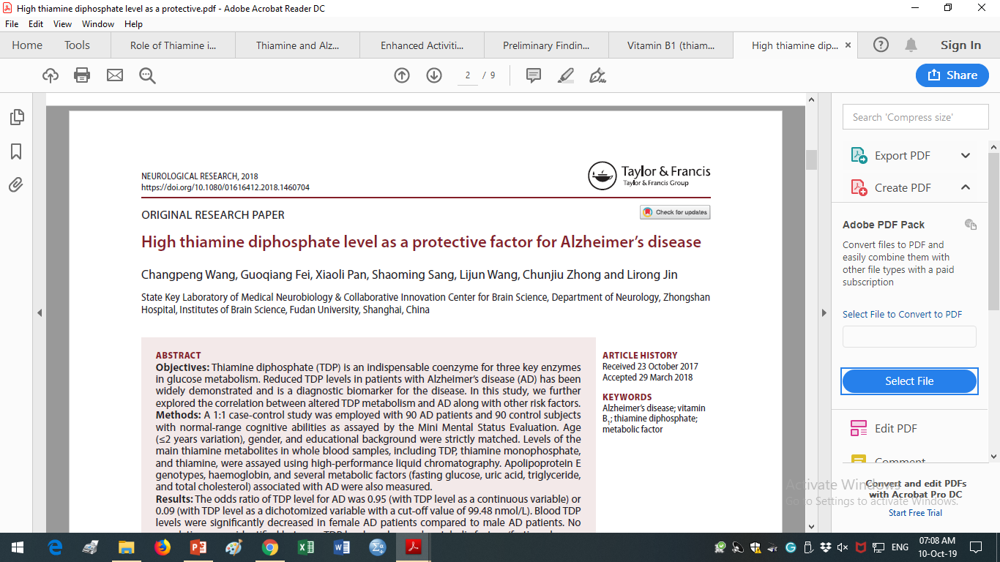 High thiamine diphosphate level as a protective.pdf - Adobe Acrobat Reader DC
File Edit View Window Help
Home Tools Role of Thiamine i... Thiamine and Alz... Enhanced Activiti... Preliminary Findin... Vitamin B1 (thiam... High thiamine dip... × Sign In
2 / 9 Share
Search 'Compress size'
Export PDF
Create PDF
Adobe PDF Pack
Convert files to PDF and
easily combine them with
other file types with a paid
subscription
Select File to Convert to PDF
Select File
Edit PDF
Comment
Convert and edit PDFs
with Acrobat Pro DC
Start Free Trial
Activate Windows
Go to Settings to activate Windows.
NEUROLOGICAL RESEARCH, 2018
https://doi.org/10.1080/01616412.2018.1460704
Taylor & Francis
Taylor & Francis Group
ORIGINAL RESEARCH PAPER
Check for updates
High thiamine diphosphate level as a protective factor for Alzheimer's disease
Changpeng Wang, Guoqiang Fei, Xiaoli Pan, Shaoming Sang, Lijun Wang, Chunjiu Zhong and Lirong Jin
State Key Laboratory of Medical Neurobiology & Collaborative Innovation Center for Brain Science, Department of Neurology, Zhongshan
Hospital, Institutes of Brain Science, Fudan University, Shanghai, China
ABSTRACT
Objectives: Thiamine diphosphate (TDP) is an indispensable coenzyme for three key enzymes
in glucose metabolism. Reduced TDP levels in patients with Alzheimer's disease (AD) has been
widely demonstrated and is a diagnostic biomarker for the disease. In this study, we further
explored the correlation between altered TDP metabolism and AD along with other risk factors.
Methods: A 1:1 case-control study was employed with 90 AD patients and 90 control subjects
with normal-range cognitive abilities as assayed by the Mini Mental Status Evaluation. Age
(≤2 years variation), gender, and educational background were strictly matched. Levels of the
main thiamine metabolites in whole blood samples, including TDP, thiamine monophosphate,
and thiamine, were assayed using high-performance liquid chromatography. Apolipoprotein E
genotypes, haemoglobin, and several metabolic factors (fasting glucose, uric acid, triglyceride,
and total cholesterol) associated with AD were also measured.
Results: The odds ratio of TDP level for AD was 0.95 (with TDP level as a continuous variable) or
0.09 (with TDP level as a dichotomized variable with a cut-off value of 99.48 nmol/L). Blood TDP
levels were significantly decreased in female AD patients compared to male AD patients. No
ARTICLE HISTORY
Received 23 October 2017
Accepted 29 March 2018
KEYWORDS
Alzheimer's disease; vitamin
B1; thiamine diphosphate;
metabolic factor
ENG
07:08 AM
10-Oct-19